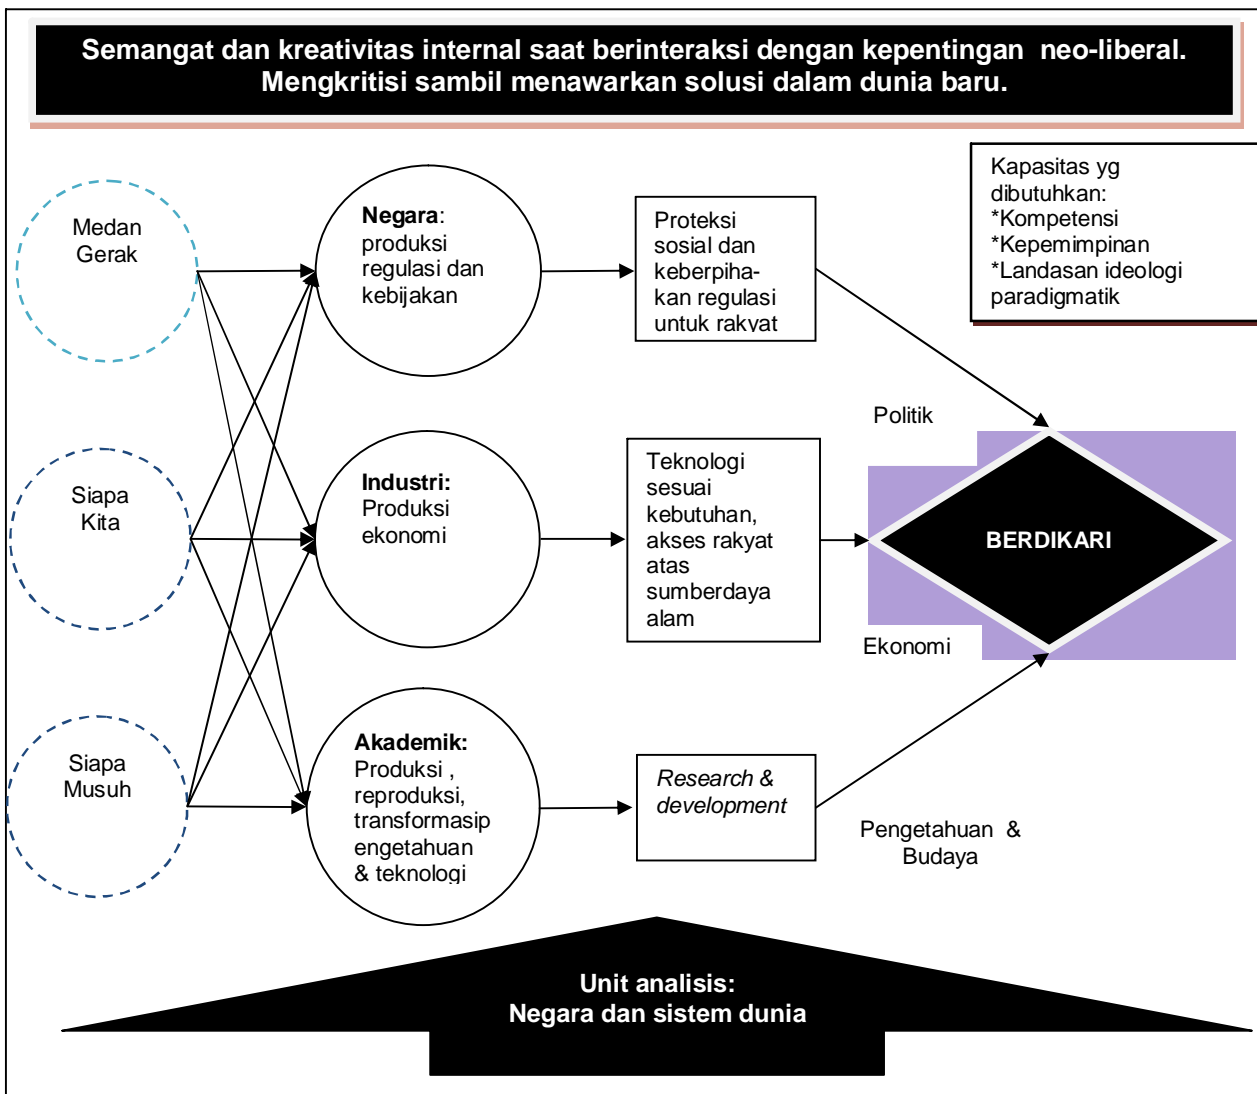 Semangat dan kreativitas internal saat berinteraksi dengan kepentingan neo-liberal.
Mengkritisi sambil menawarkan solusi dalam dunia baru.
Kapasitas yg
dibutuhkan:
*Kompetensi
*Kepemimpinan
*Landasan ideologi
paradigmatik
Medan
Gerak
Negara:
produksi
regulasi dan
kebijakan
Proteksi
sosial dan
keberpiha-
kan regulasi
untuk rakyat
Politik
Siapa
Kita
Industri:
Produksi
ekonomi
Teknologi
sesuai
kebutuhan,
akses rakyat
atas
sumberdaya
alam
BERDIKARI
Ekonomi
Siapa
Musuh
Akademik:
Produksi ,
reproduksi,
transformasip
engetahuan
& teknologi
Research &
development
Pengetahuan &
Budaya
Unit analisis:
Negara dan sistem dunia